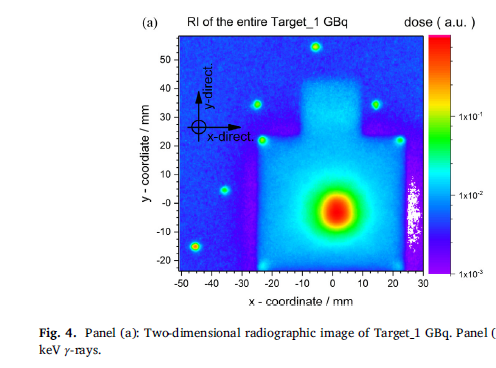 (a) RI of the entire Target_1 GBq dose ( a.u. )
50
40
30
20
10
-0
-10
-20
y - coordiate / mm
y-direct.
x-direct.
1x10⁻¹
1x10⁻²
1x10⁻³
-50 -40 -30 -20 -10 0 10 20 30
x - coordinate / mm
Fig. 4. Panel (a): Two-dimensional radiographic image of Target_1 GBq. Panel (
keV γ-rays.